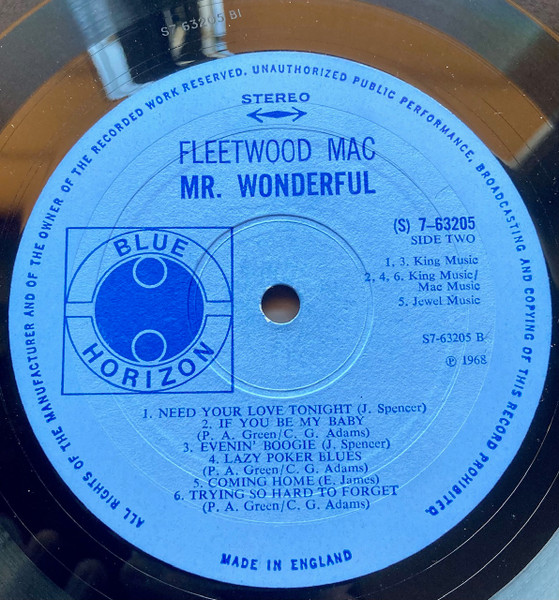 S7-63205 B1
ALL RIGHTS OF THE MANUFACTURER AND OF THE OWNER OF THE RECORDED WORK RESERVED. UNAUTHORIZED PUBLIC PERFORMANCE, BROADCASTING AND COPYING OF THIS RECORD PROHIBITED.
STEREO
FLEETWOOD MAC
MR. WONDERFUL
(S) 7-63205
SIDE TWO
1, 3. King Music
2, 4, 6. King Music/
Mac Music
5. Jewel Music
S7-63205 B
℗ 1968
BLUE
HORIZON
1. NEED YOUR LOVE TONIGHT (J. Spencer)
2. IF YOU BE MY BABY
(P. A. Green/C. G. Adams)
3. EVENIN' BOOGIE (J. Spencer)
4. LAZY POKER BLUES
(P. A. Green/C. G. Adams)
5. COMING HOME (E. James)
6. TRYING SO HARD TO FORGET
(P. A. Green/C. G. Adams)
MADE IN ENGLAND